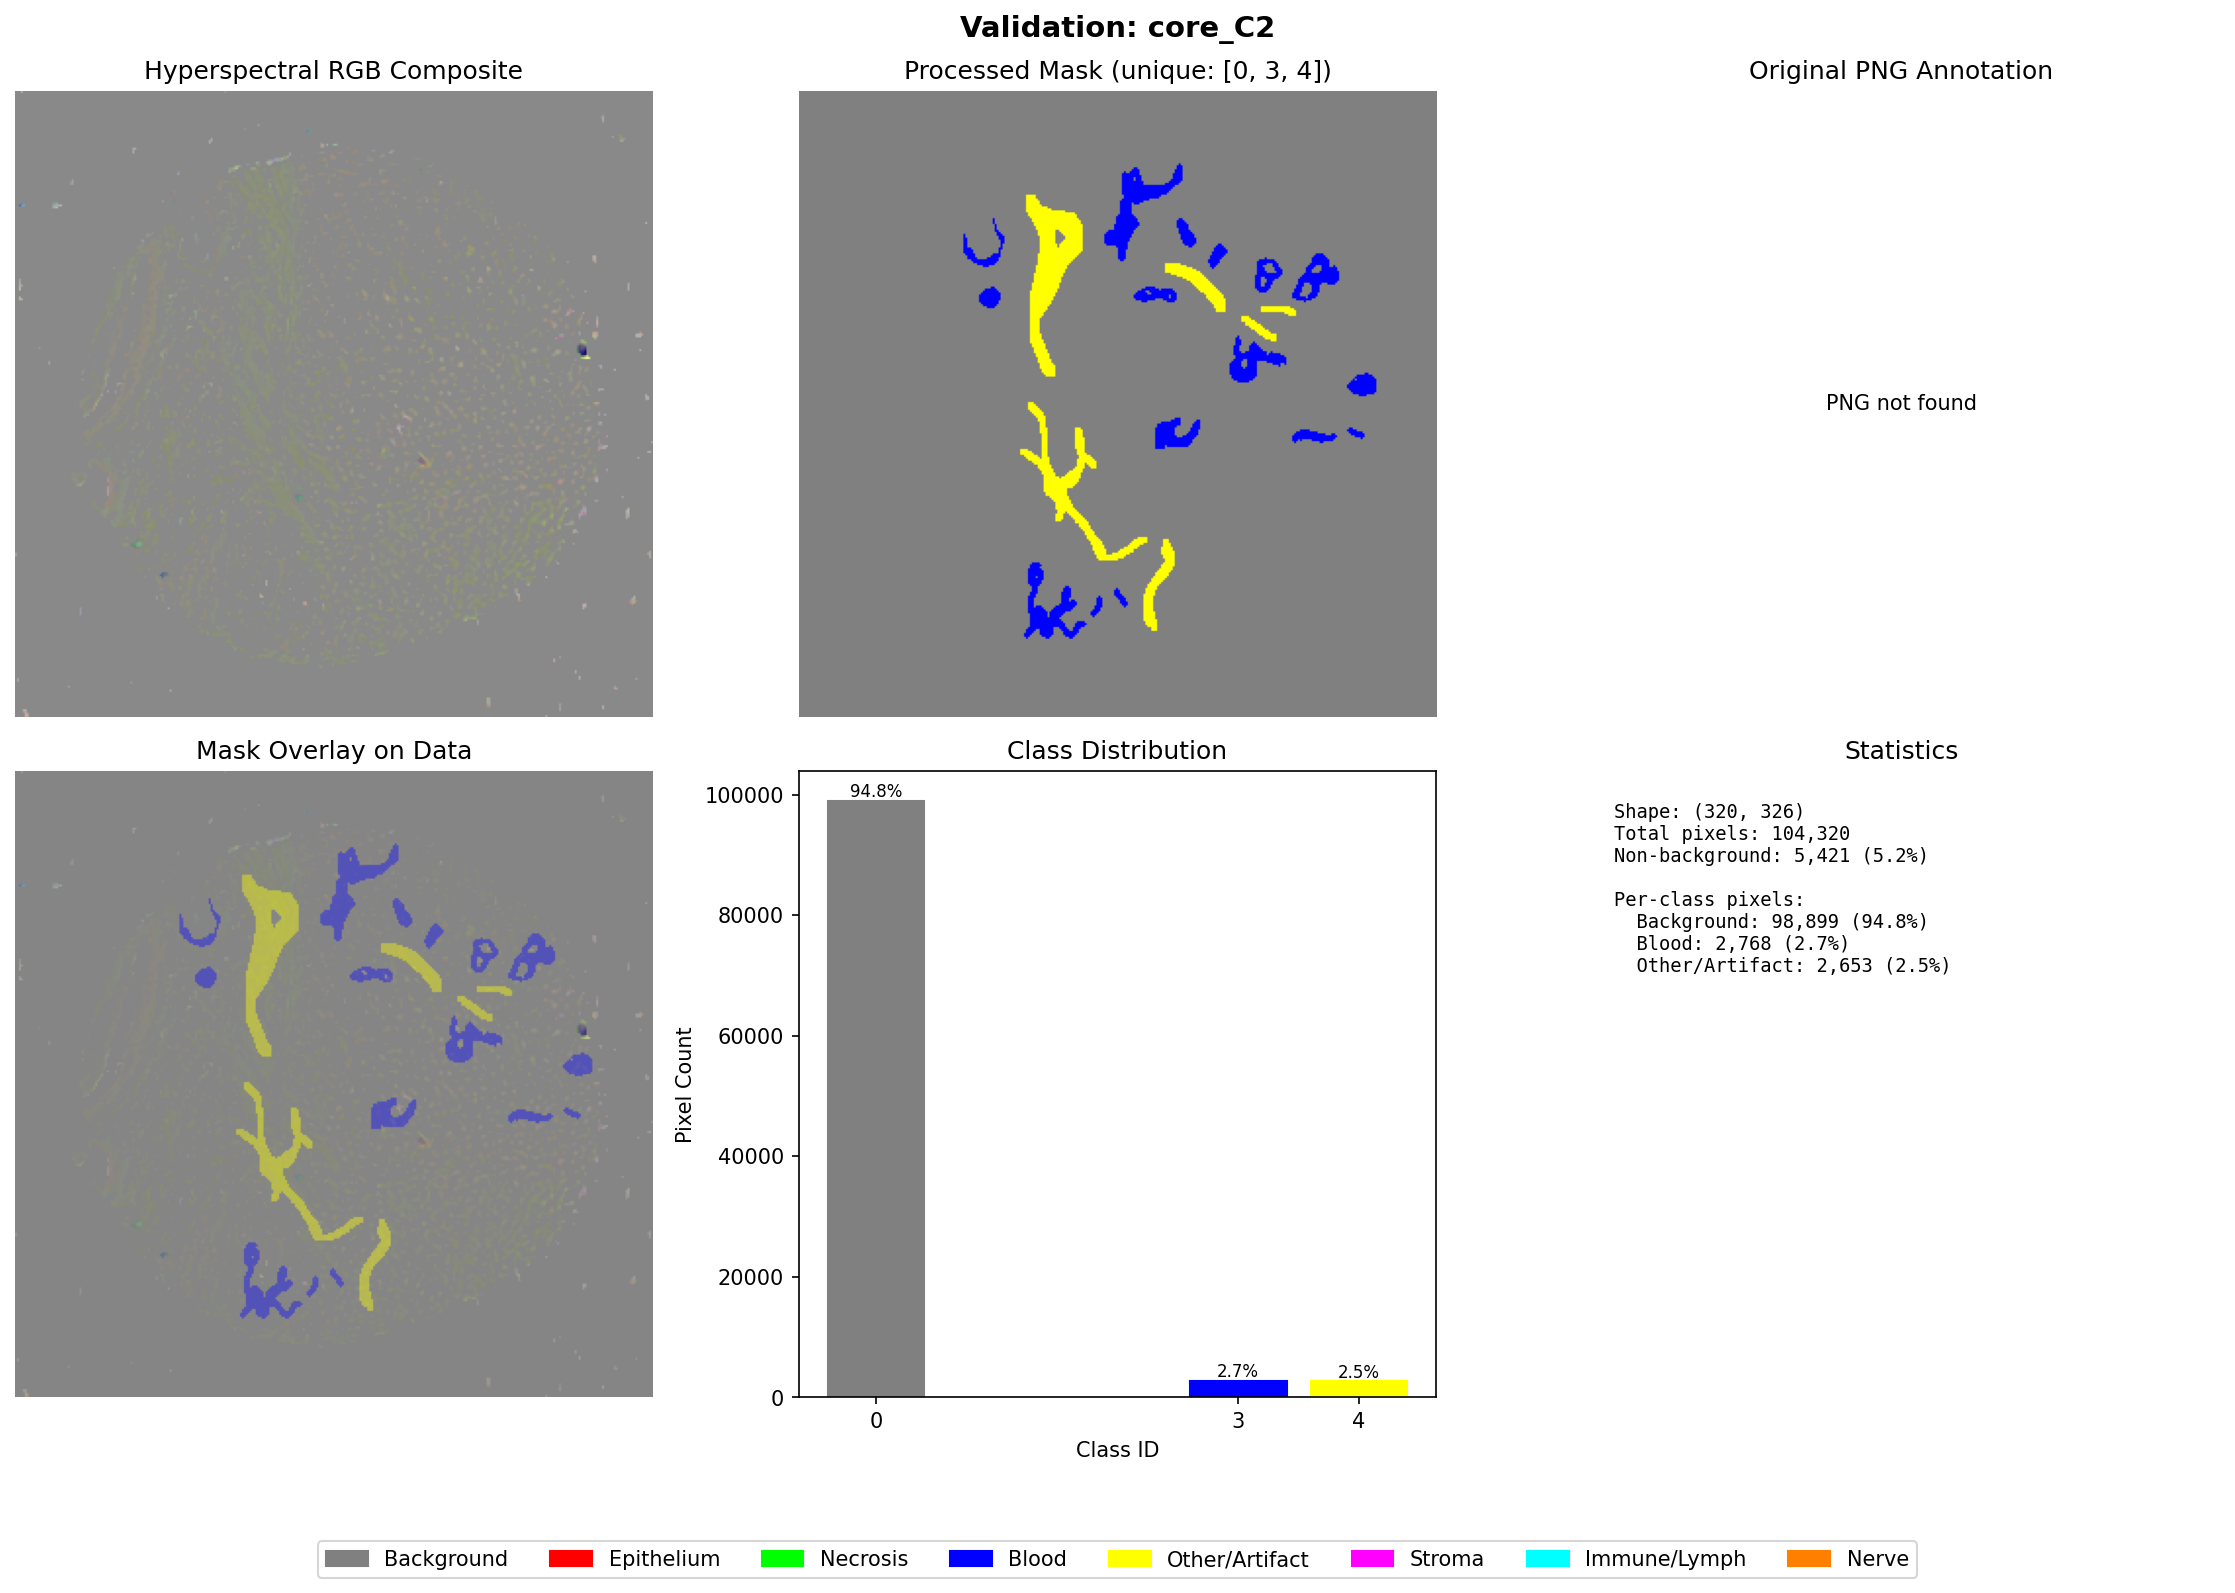 Validation: core_C2
Hyperspectral RGB Composite
Processed Mask (unique: [0, 3, 4])
Original PNG Annotation
PNG not found
Mask Overlay on Data
Class Distribution
Statistics
100000
80000
60000
40000
20000
0
Pixel Count
94.8%
2.7%
2.5%
0
3
4
Class ID
Shape: (320, 326)
Total pixels: 104,320
Non-background: 5,421 (5.2%)
Per-class pixels:
Background: 98,899 (94.8%)
Blood: 2,768 (2.7%)
Other/Artifact: 2,653 (2.5%)
Background
Epithelium
Necrosis
Blood
Other/Artifact
Stroma
Immune/Lymph
Nerve